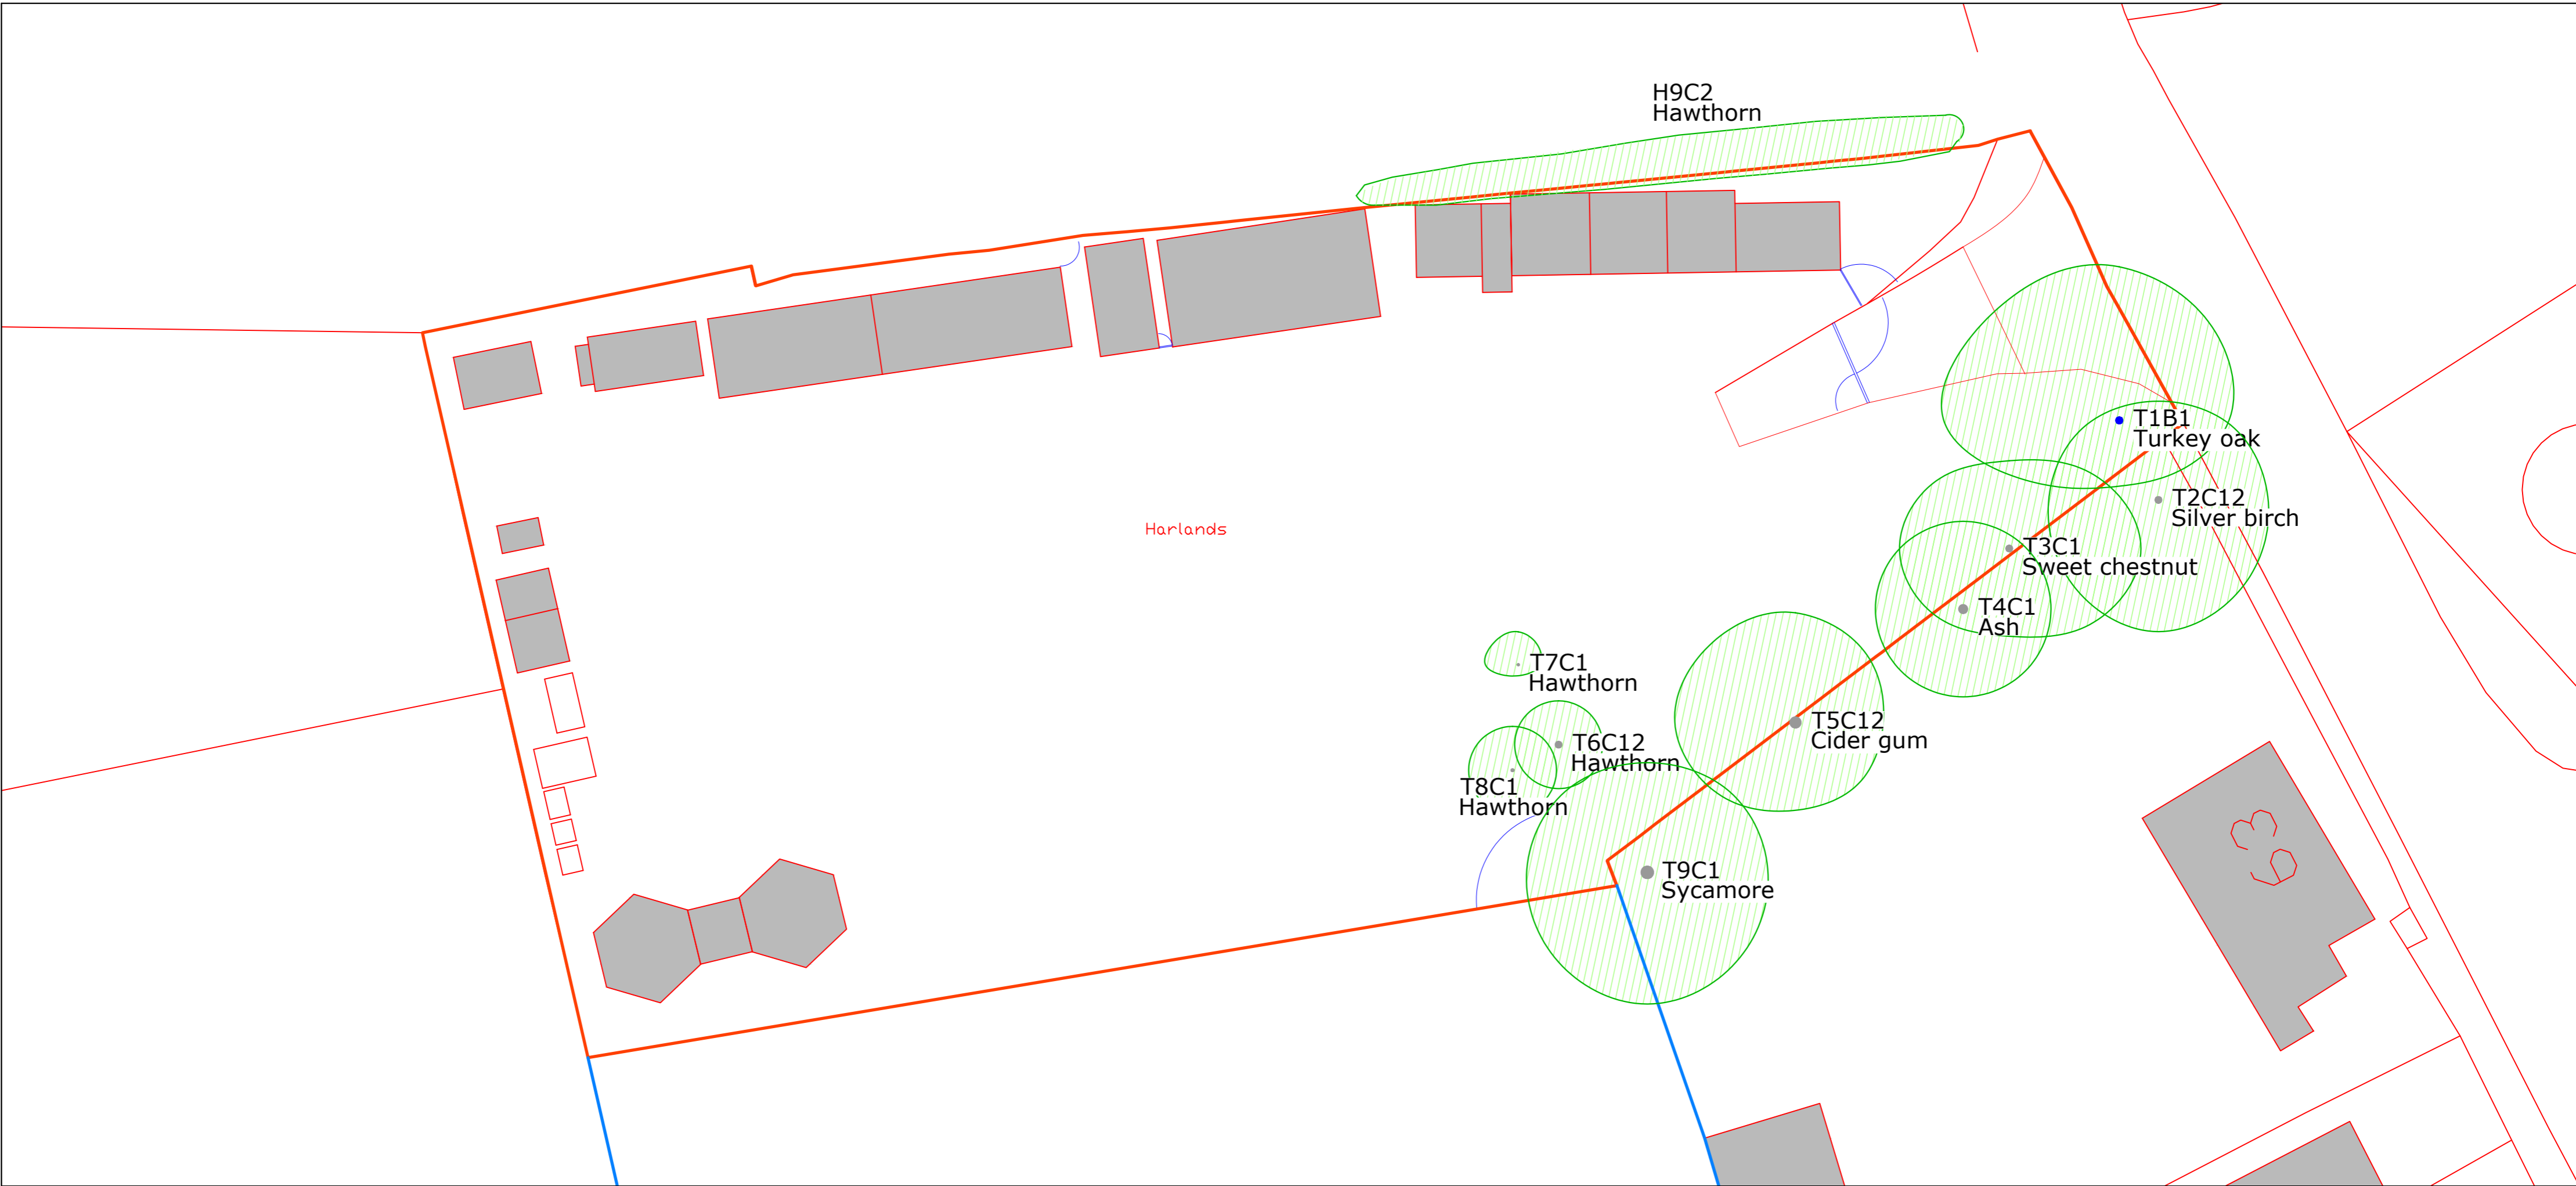 H9C2
Hawthorn
T1B1
Turkey oak
T2C12
Silver birch
Harlands
T3C1
Sweet chestnut
T4C1
Ash
T7C1
Hawthorn
T5C12
Cider gum
T6C12
Hawthorn
T8C1
Hawthorn
T9C1
Sycamore
63